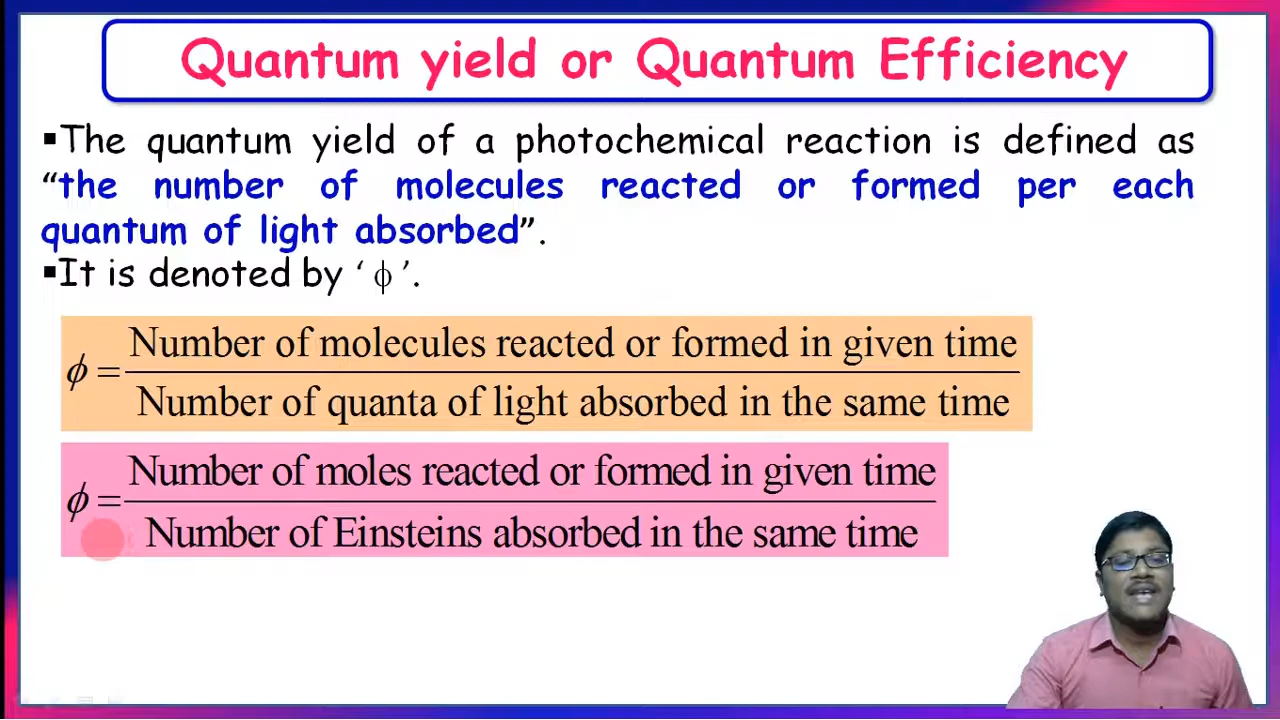 Quantum yield or Quantum Efficiency
▪The quantum yield of a photochemical reaction is defined as
“the number of molecules reacted or formed per each
quantum of light absorbed”.
▪It is denoted by ‘ ϕ ’.
ϕ = Number of molecules reacted or formed in given time
Number of quanta of light absorbed in the same time
ϕ = Number of moles reacted or formed in given time
Number of Einsteins absorbed in the same time